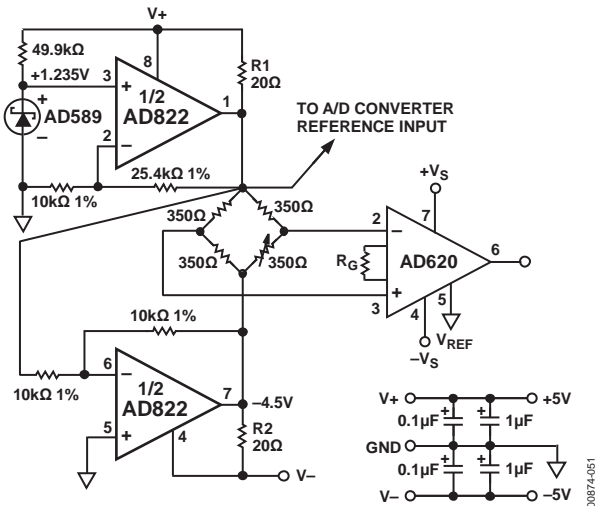 V+
49.9kΩ
+1.235V
8
R1
20Ω
3
+
1/2
AD822
1
+
AD589
–
2
–
TO A/D CONVERTER
REFERENCE INPUT
25.4kΩ 1%
10kΩ 1%
+VS
350Ω
350Ω
2
–
7
350Ω
350Ω
RG
AD620
6
3
+
4
5
VREF
–VS
10kΩ 1%
10kΩ 1%
6
–
1/2
AD822
7
–4.5V
5
+
4
R2
20Ω
V–
V+
+5V
0.1µF
+
+
1µF
GND
0.1µF
+
+
1µF
V–
–5V
00874-051